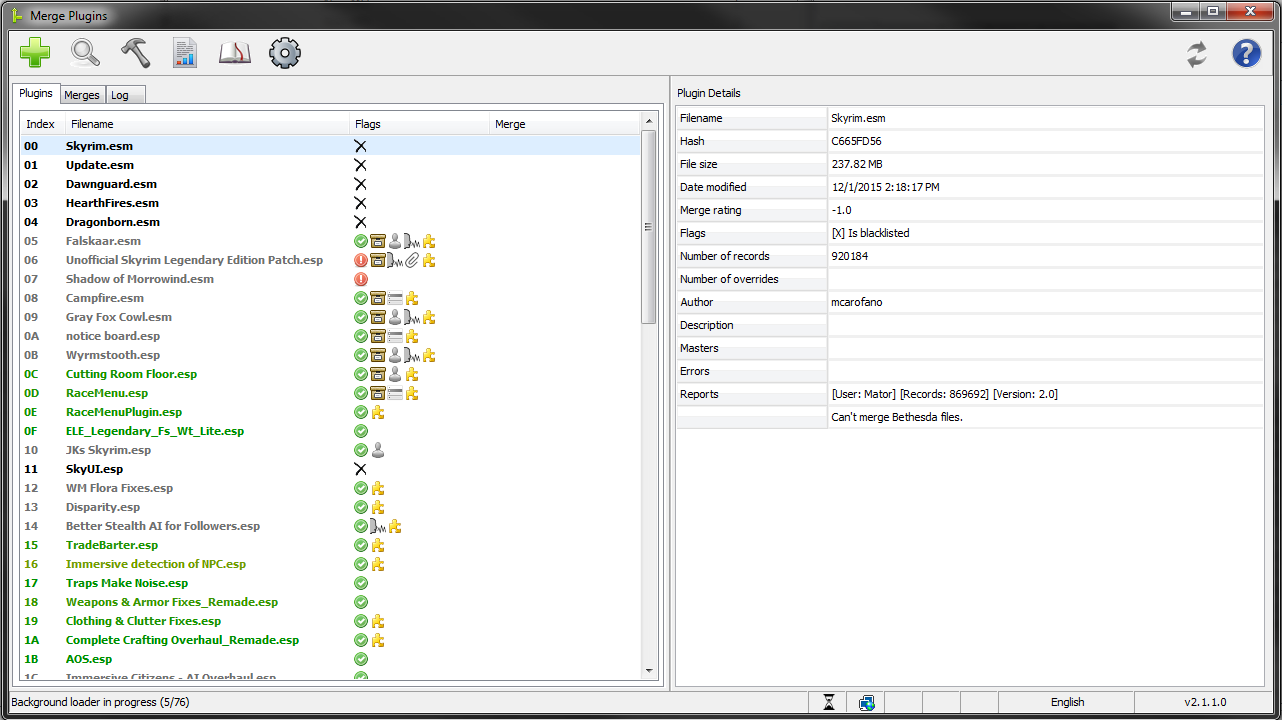 Merge Plugins
Plugins Merges Log
Index Filename Flags Merge
00 Skyrim.esm
01 Update.esm
02 Dawnguard.esm
03 HearthFires.esm
04 Dragonborn.esm
05 Falskaar.esm
06 Unofficial Skyrim Legendary Edition Patch.esp
07 Shadow of Morrowind.esm
08 Campfire.esm
09 Gray Fox Cowl.esm
0A notice board.esp
0B Wyrmstooth.esp
0C Cutting Room Floor.esp
0D RaceMenu.esp
0E RaceMenuPlugin.esp
0F ELE_Legendary_Fs_Wt_Lite.esp
10 JKs Skyrim.esp
11 SkyUI.esp
12 WM Flora Fixes.esp
13 Disparity.esp
14 Better Stealth AI for Followers.esp
15 TradeBarter.esp
16 Immersive detection of NPC.esp
17 Traps Make Noise.esp
18 Weapons & Armor Fixes_Remade.esp
19 Clothing & Clutter Fixes.esp
1A Complete Crafting Overhaul_Remade.esp
1B AOS.esp
1C Immersive Citizens - AI Overhaul.esp
Plugin Details
Filename Skyrim.esm
Hash C665FD56
File size 237.82 MB
Date modified 12/1/2015 2:18:17 PM
Merge rating -1.0
Flags [X] Is blacklisted
Number of records 920184
Number of overrides
Author mcarofano
Description
Masters
Errors
Reports [User: Mator] [Records: 869692] [Version: 2.0]
Can't merge Bethesda files.
Background loader in progress (5/76)
English
v2.1.1.0